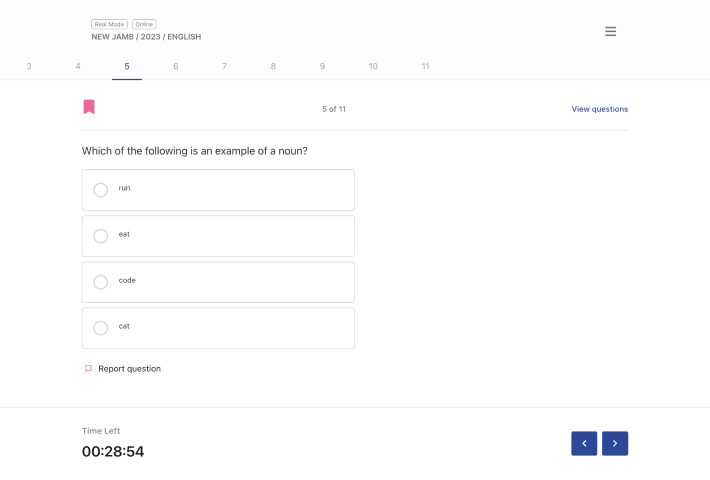 Real Mode Online
NEW JAMB / 2023 / ENGLISH
3 4 5 6 7 8 9 10 11
5 of 11
View questions
Which of the following is an example of a noun?
run
eat
code
cat
Report question
Time Left
00:28:54